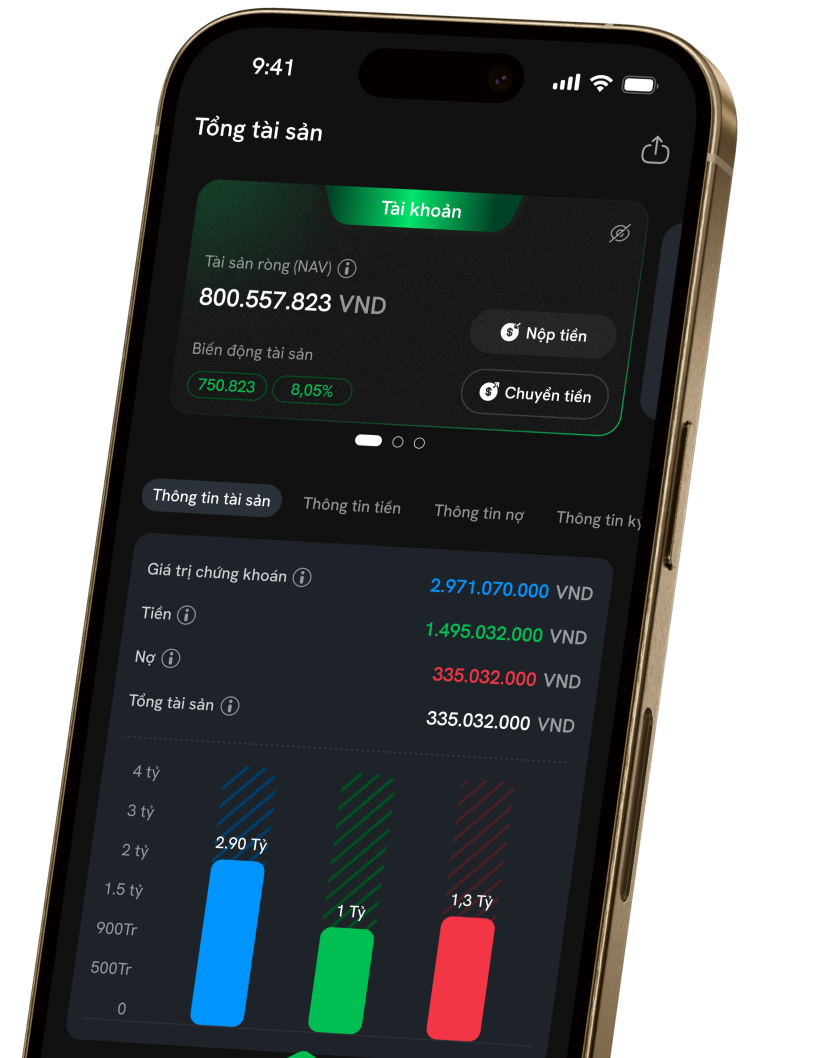 9:41
Tổng tài sản
Tài khoản
Tài sản ròng (NAV)
800.557.823 VND
Nộp tiền
Biến động tài sản
750.823 8,05%
Chuyển tiền
Thông tin tài sản Thông tin tiền Thông tin nợ Thông tin ký
Giá trị chứng khoán 2.971.070.000 VND
Tiền 1.495.032.000 VND
Nợ 335.032.000 VND
Tổng tài sản 335.032.000 VND
4 tỷ
3 tỷ
2.90 Tỷ
2 tỷ
1.5 tỷ
1 Tỷ
1,3 Tỷ
900Tr
500Tr
0